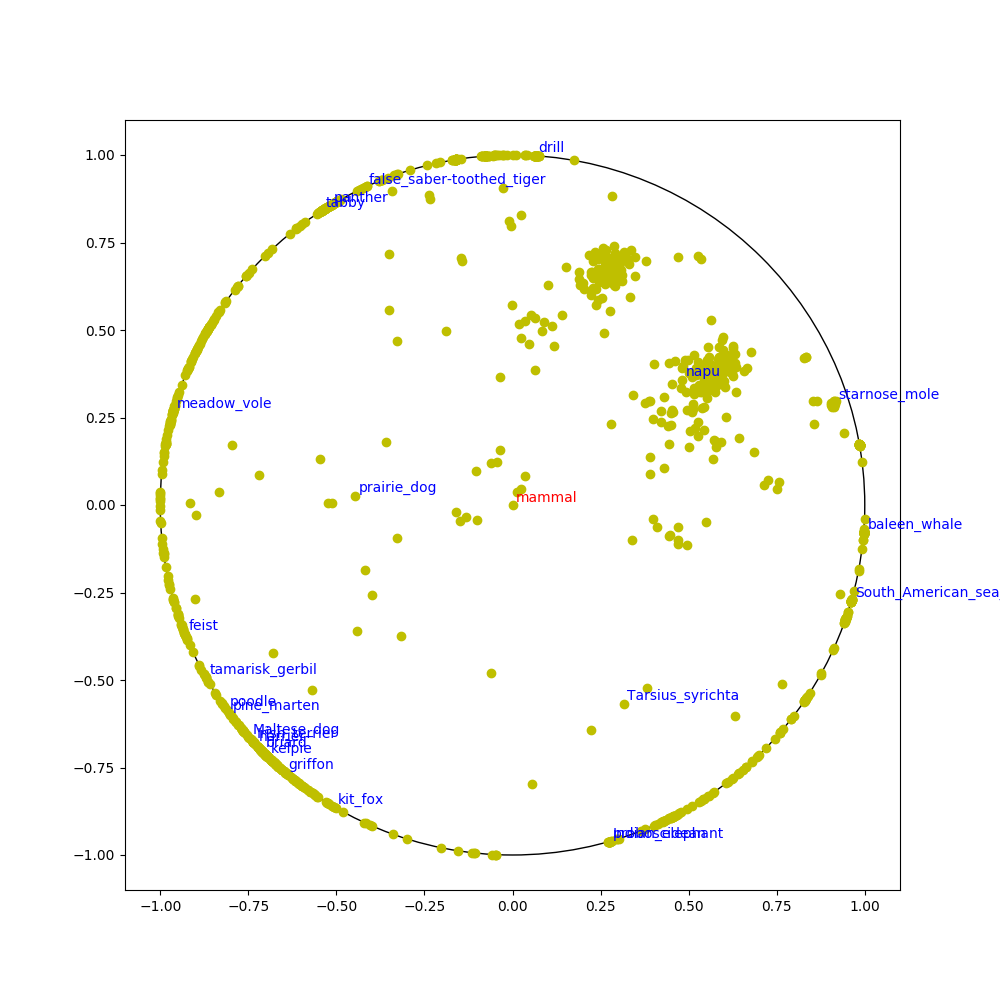 drill
false_saber-toothed_tiger
panther
tabby
napu
meadow_vole
starnose_mole
prairie_dog
mammal
baleen_whale
South_American_sea_
feist
tamarisk_gerbil
Tarsius_syrichta
poodle
pine_marten
Maltese_dog
briard
kelpie
griffon
kit_fox
1.00
0.75
0.50
0.25
0.00
−0.25
−0.50
−0.75
−1.00
−1.00
−0.75
−0.50
−0.25
0.00
0.25
0.50
0.75
1.00